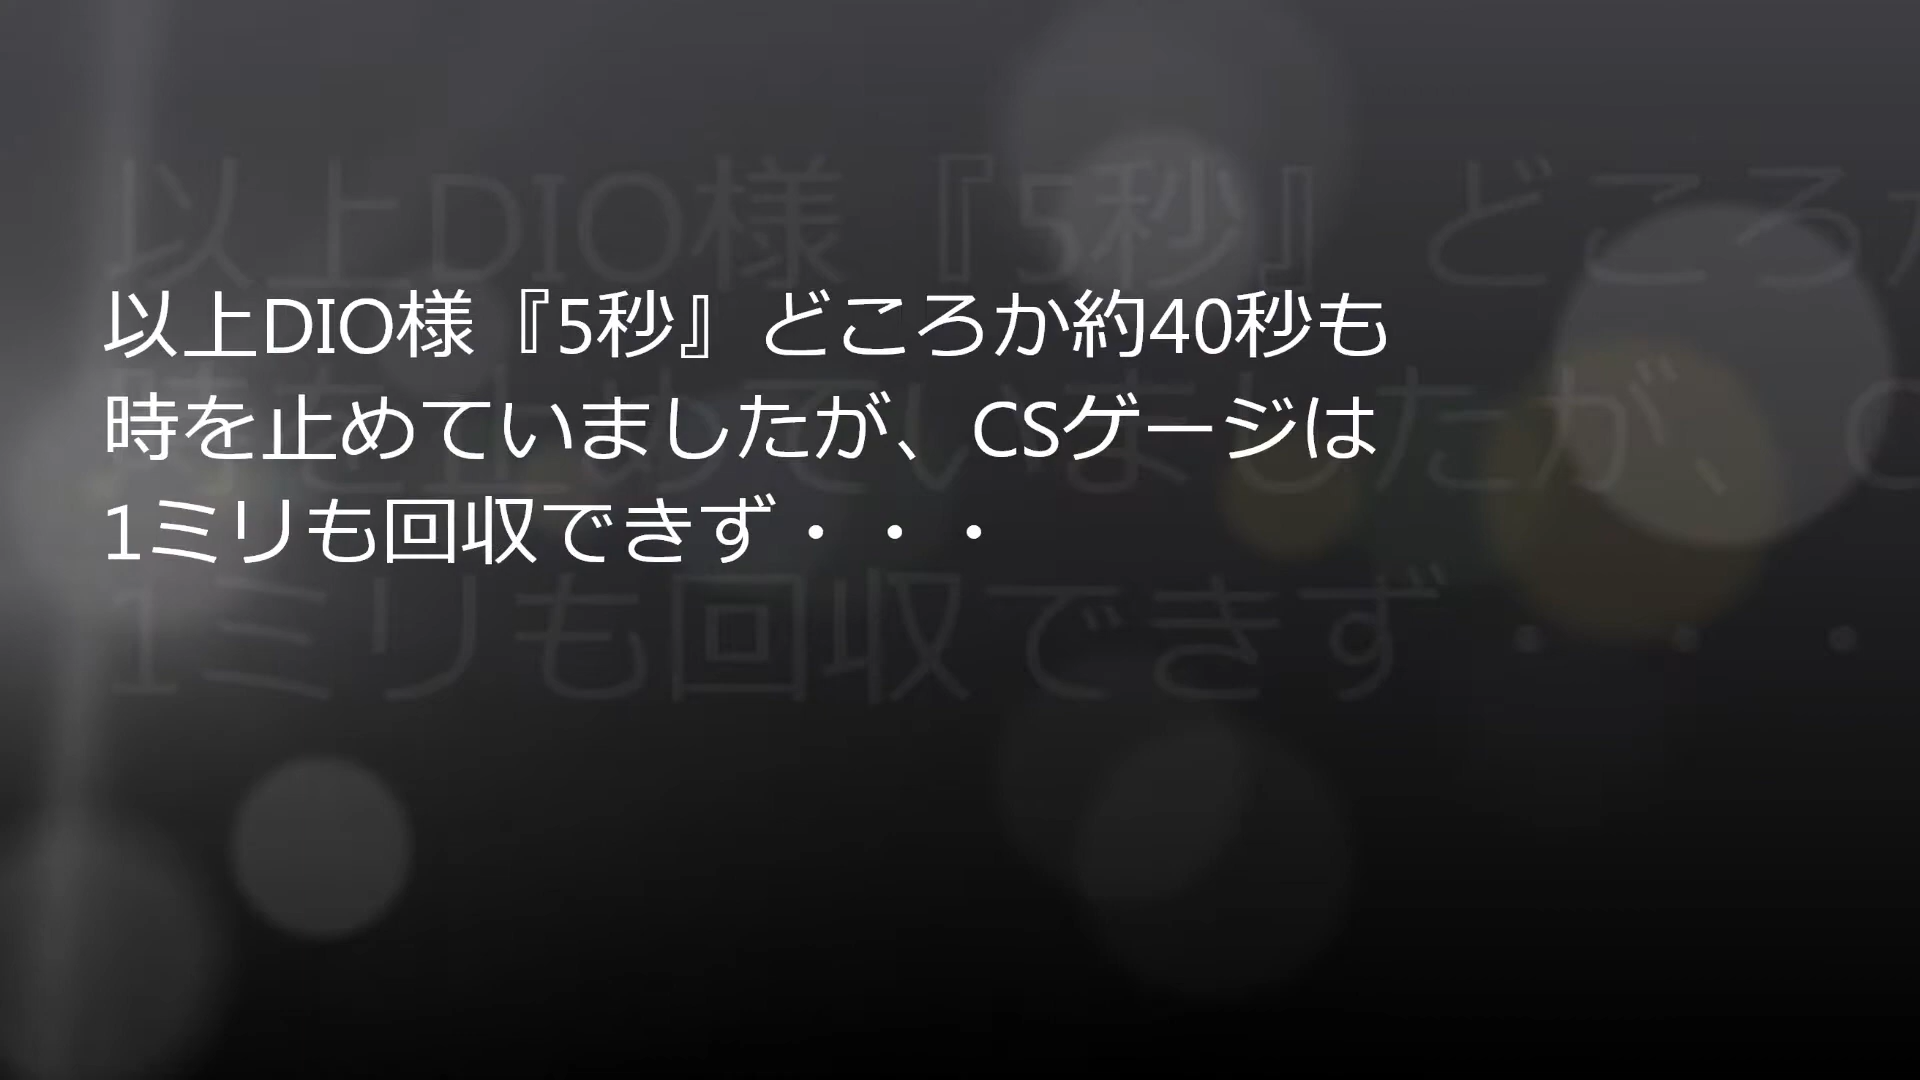 以上DIO様『5秒』どころか約40秒も
時を止めていましたが、CSゲージは
1ミリも回収できず・・・